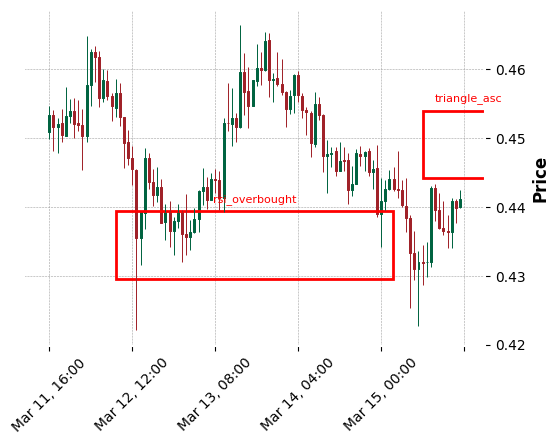 triangle_asc
rsi_overbought
0.46
0.45
0.44
0.43
0.42
Price
Mar 11, 16:00
Mar 12, 12:00
Mar 13, 08:00
Mar 14, 04:00
Mar 15, 00:00